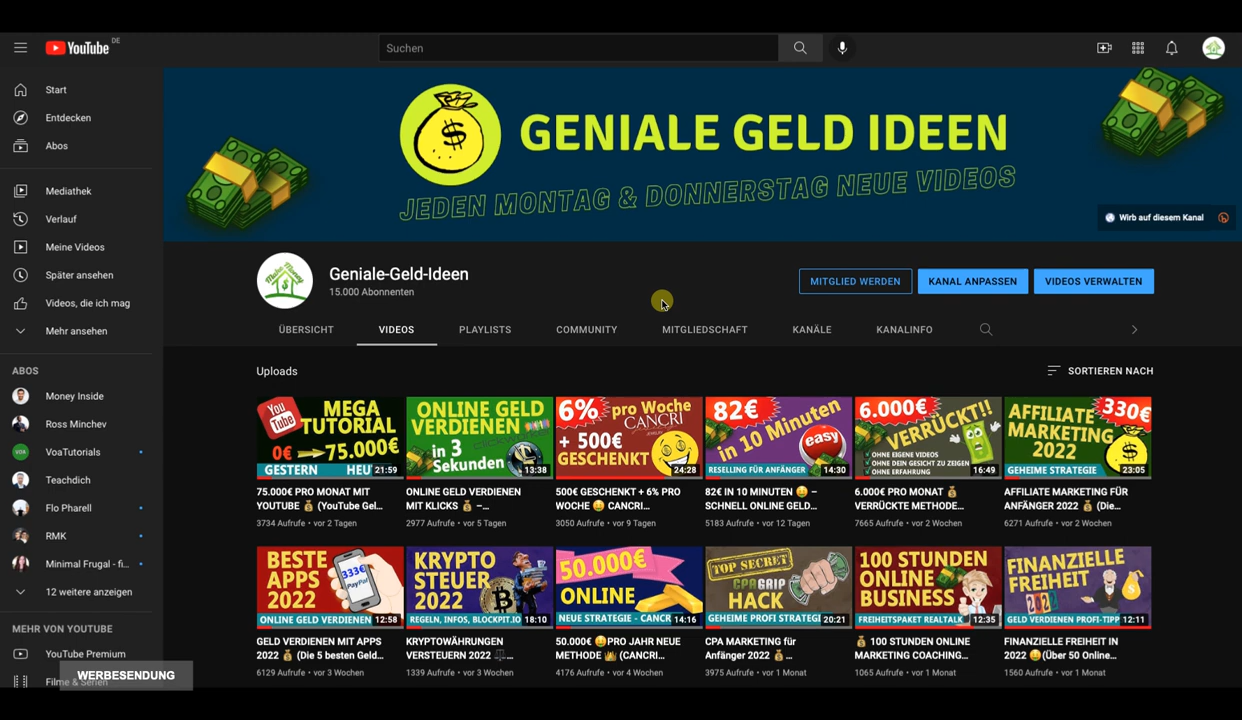 YouTube DE
Suchen
Start
Entdecken
Abos
Mediathek
Verlauf
Meine Videos
Später ansehen
Videos, die ich mag
Mehr ansehen
ABOS
Money Inside
Ross Minchev
VoaTutorials
Teachdich
Flo Pharell
RMK
Minimal Frugal - fi...
12 weitere anzeigen
MEHR VON YOUTUBE
YouTube Premium
Filme & Serien
WERBESENDUNG
GENIALE GELD IDEEN
JEDEN MONTAG & DONNERSTAG NEUE VIDEOS
Wirb auf diesem Kanal
Make Money
Geniale-Geld-Ideen
15.000 Abonnenten
MITGLIED WERDEN
KANAL ANPASSEN
VIDEOS VERWALTEN
ÜBERSICHT
VIDEOS
PLAYLISTS
COMMUNITY
MITGLIEDSCHAFT
KANÄLE
KANALINFO
Uploads
SORTIEREN NACH
You Tube
MEGA
TUTORIAL
0€ 75.000€
GESTERN HEU
21:59
75.000€ PRO MONAT MIT
YOUTUBE 💰 (YouTube Gel...
3734 Aufrufe • vor 2 Tagen
ONLINE GELD
VERDIENEN
in 3
Sekunden
13:38
ONLINE GELD VERDIENEN
MIT KLICKS 💰 –...
2977 Aufrufe • vor 5 Tagen
6% pro Woche
CANCRI
+ 500€
GESCHENKT
24:28
500€ GESCHENKT + 6% PRO
WOCHE 🤑 CANCRI...
3050 Aufrufe • vor 9 Tagen
82€
in 10 Minuten
easy
RESELLING FÜR ANFÄNGER
14:30
82€ IN 10 MINUTEN 🤑 –
SCHNELL ONLINE GELD...
5183 Aufrufe • vor 12 Tagen
6.000€
VERRÜCKT!!
OHNE EIGENE VIDEOS
OHNE DEIN GESICHT ZU ZEIGEN
OHNE ERFAHRUNG
16:49
6.000€ PRO MONAT 💰
VERRÜCKTE METHODE...
7665 Aufrufe • vor 2 Wochen
AFFILIATE 330€
MARKETING
2022
GEHEIME STRATEGIE
23:05
AFFILIATE MARKETING FÜR
ANFÄNGER 2022 💰 (Die...
6271 Aufrufe • vor 2 Wochen
BESTE
APPS
2022
333€
PayPal
ONLINE GELD VERDIENEN
12:58
GELD VERDIENEN MIT APPS
2022 💰 (Die 5 besten Geld...
6129 Aufrufe • vor 3 Wochen
KRYPTO
STEUER
2022
REGELN, INFOS, BLOCKPIT.IO
18:10
KRYPTOWÄHRUNGEN
VERSTEUERN 2022 ...
1339 Aufrufe • vor 3 Wochen
50.000€
ONLINE
NEUE STRATEGIE - CANCR
14:16
50.000€ 🤑PRO JAHR NEUE
METHODE 👑 (CANCRI...
4176 Aufrufe • vor 4 Wochen
TOP SECRET
CPAGRIP
HACK
GEHEIME PROFI STRATEGI
20:21
CPA MARKETING für
Anfänger 2022 💰...
3975 Aufrufe • vor 1 Monat
100 STUNDEN
ONLINE
BUSINESS
FREIHEITSPAKET REALTALK
12:35
💰 100 STUNDEN ONLINE
MARKETING COACHING...
1065 Aufrufe • vor 1 Monat
FINANZIELLE
FREIHEIT
2022
GELD VERDIENEN PROFI-TIPP
12:11
FINANZIELLE FREIHEIT IN
2022 🤑(Über 50 Online...
1560 Aufrufe • vor 1 Monat